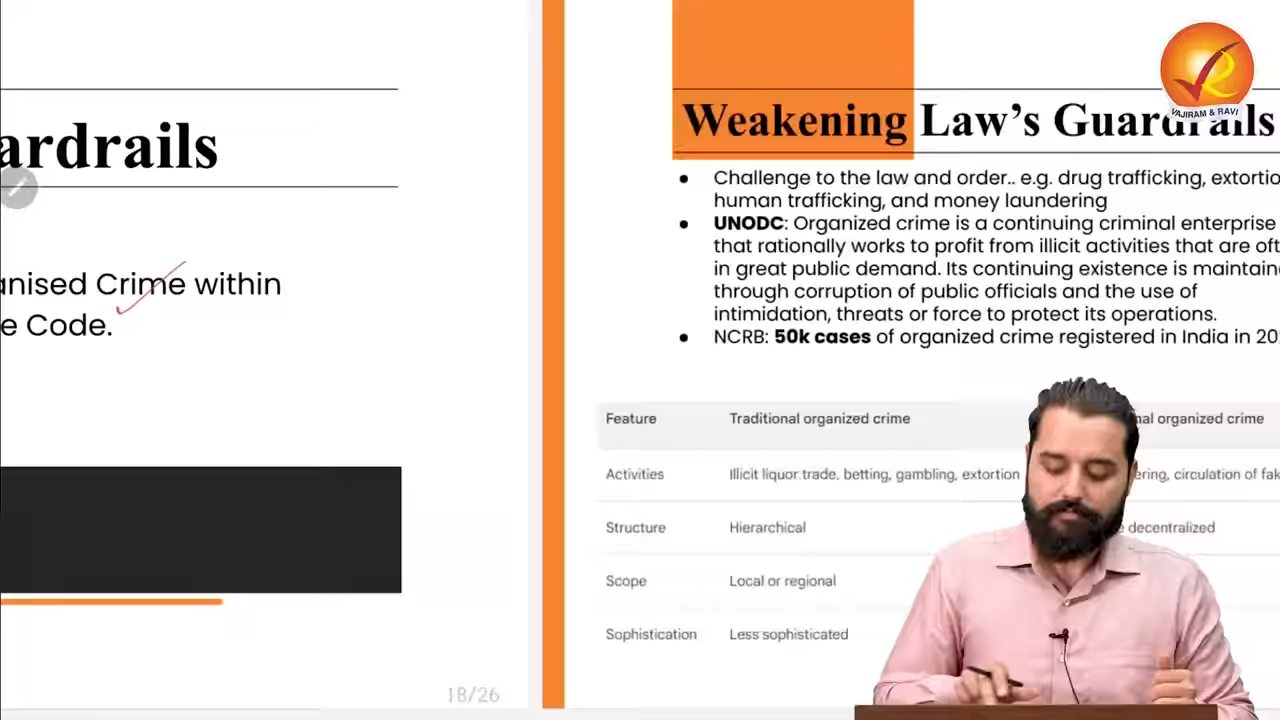 ardrails
anised Crime within
e Code.
18/26
Weakening Law's Guardrails
VAJIRAM & RAVI
Challenge to the law and order.. e.g. drug trafficking, extortio
human trafficking, and money laundering
UNODC: Organized crime is a continuing criminal enterprise
that rationally works to profit from illicit activities that are oft
in great public demand. Its continuing existence is maintaine
through corruption of public officials and the use of
intimidation, threats or force to protect its operations.
NCRB: 50k cases of organized crime registered in India in 20
Feature Traditional organized crime nal organized crime
Activities Illicit liquor trade, betting, gambling, extortion ering, circulation of fak
Structure Hierarchical decentralized
Scope Local or regional
Sophistication Less sophisticated